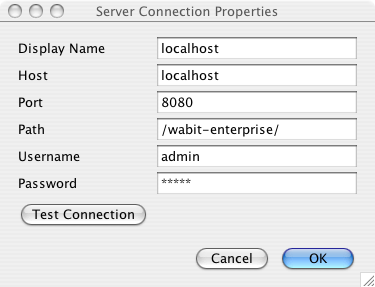 Server Connection Properties
Display Name localhost
Host localhost
Port 8080
Path /wabit-enterprise/
Username admin
Password *****
Test Connection
Cancel OK